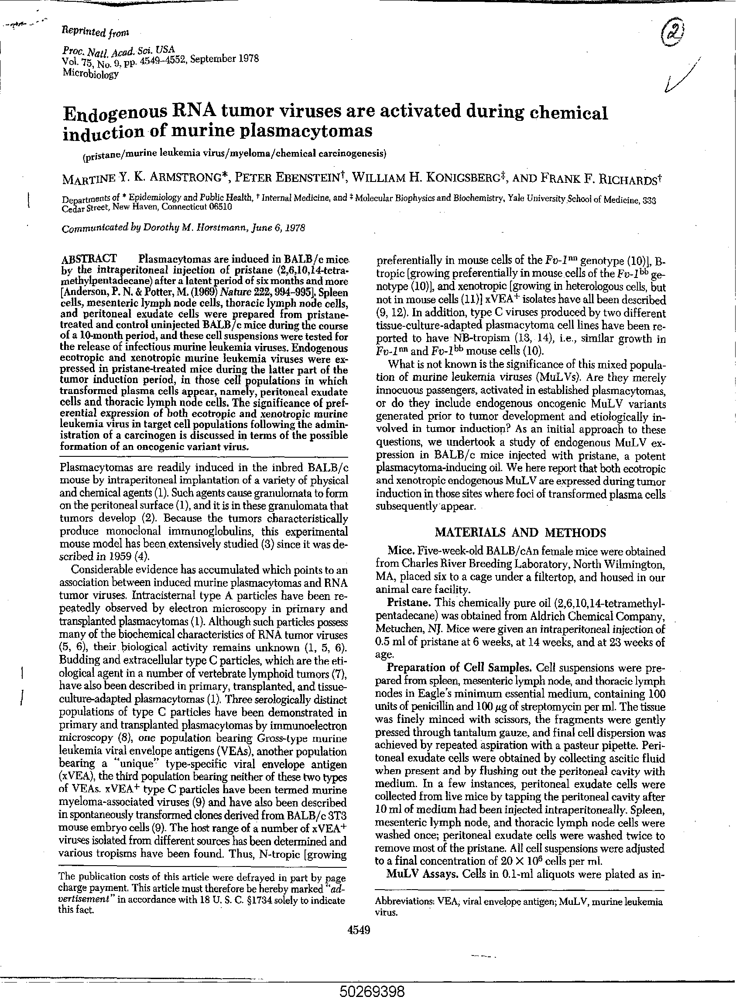 Reprinted from
2
Proc. Natl. Acad. Sci. USA
Vol. 75, No. 9, pp. 4549–4552, September 1978
Microbiology
Endogenous RNA tumor viruses are activated during chemical
induction of murine plasmacytomas
(pristane/murine leukemia virus/myeloma/chemical carcinogenesis)
MARTINE Y. K. ARMSTRONG*, PETER EBENSTEIN†, WILLIAM H. KONIGSBERG‡, AND FRANK F. RICHARDS†
Departments of * Epidemiology and Public Health, † Internal Medicine, and ‡ Molecular Biophysics and Biochemistry, Yale University School of Medicine, 333
Cedar Street, New Haven, Connecticut 06510
Communicated by Dorothy M. Horstmann, June 6, 1978
ABSTRACT Plasmacytomas are induced in BALB/c mice
by the intraperitoneal injection of pristane (2,6,10,14-tetra-
methylpentadecane) after a latent period of six months and more
[Anderson, P. N. & Potter, M. (1969) Nature 222, 994–995]. Spleen
cells, mesenteric lymph node cells, thoracic lymph node cells,
and peritoneal exudate cells were prepared from pristane-
treated and control uninjected BALB/c mice during the course
of a 10-month period, and these cell suspensions were tested for
the release of infectious murine leukemia viruses. Endogenous
ecotropic and xenotropic murine leukemia viruses were ex-
pressed in pristane-treated mice during the latter part of the
tumor induction period, in those cell populations in which
transformed plasma cells appear, namely, peritoneal exudate
cells and thoracic lymph node cells. The significance of pref-
erential expression of both ecotropic and xenotropic murine
leukemia virus in target cell populations following the admin-
istration of a carcinogen is discussed in terms of the possible
formation of an oncogenic variant virus.
Plasmacytomas are readily induced in the inbred BALB/c
mouse by intraperitoneal implantation of a variety of physical
and chemical agents (1). Such agents cause granulomata to form
on the peritoneal surface (1), and it is in these granulomata that
tumors develop (2). Because the tumors characteristically
produce monoclonal immunoglobulins, this experimental
mouse model has been extensively studied (3) since it was de-
scribed in 1959 (4).
Considerable evidence has accumulated which points to an
association between induced murine plasmacytomas and RNA
tumor viruses. Intracisternal type A particles have been re-
peatedly observed by electron microscopy in primary and
transplanted plasmacytomas (1). Although such particles possess
many of the biochemical characteristics of RNA tumor viruses
(5, 6), their biological activity remains unknown (1, 5, 6).
Budding and extracellular type C particles, which are the eti-
ological agent in a number of vertebrate lymphoid tumors (7),
have also been described in primary, transplanted, and tissue-
culture-adapted plasmacytomas (1). Three serologically distinct
populations of type C particles have been demonstrated in
primary and transplanted plasmacytomas by immunoelectron
microscopy (8), one population bearing Gross-type murine
leukemia viral envelope antigens (VEAs), another population
bearing a "unique" type-specific viral envelope antigen
(xVEA), the third population bearing neither of these two types
of VEAs. xVEA+ type C particles have been termed murine
myeloma-associated viruses (9) and have also been described
in spontaneously transformed clones derived from BALB/c 3T3
mouse embryo cells (9). The host range of a number of xVEA+
viruses isolated from different sources has been determined and
various tropisms have been found. Thus, N-tropic [growing
The publication costs of this article were defrayed in part by page
charge payment. This article must therefore be hereby marked "ad-
vertisement" in accordance with 18 U. S. C. §1734 solely to indicate
this fact.
preferentially in mouse cells of the Fv-1nn genotype (10)], B-
tropic [growing preferentially in mouse cells of the Fv-1bb ge-
notype (10)], and xenotropic [growing in heterologous cells, but
not in mouse cells (11)] xVEA+ isolates have all been described
(9, 12). In addition, type C viruses produced by two different
tissue-culture-adapted plasmacytoma cell lines have been re-
ported to have NB-tropism (13, 14), i.e., similar growth in
Fv-1nn and Fv-1bb mouse cells (10).
What is not known is the significance of this mixed popula-
tion of murine leukemia viruses (MuLVs). Are they merely
innocuous passengers, activated in established plasmacytomas,
or do they include endogenous oncogenic MuLV variants
generated prior to tumor development and etiologically in-
volved in tumor induction? As an initial approach to these
questions, we undertook a study of endogenous MuLV ex-
pression in BALB/c mice injected with pristane, a potent
plasmacytoma-inducing oil. We here report that both ecotropic
and xenotropic endogenous MuLV are expressed during tumor
induction in those sites where foci of transformed plasma cells
subsequently appear.
MATERIALS AND METHODS
Mice. Five-week-old BALB/cAn female mice were obtained
from Charles River Breeding Laboratory, North Wilmington,
MA, placed six to a cage under a filtertop, and housed in our
animal care facility.
Pristane. This chemically pure oil (2,6,10,14-tetramethyl-
pentadecane) was obtained from Aldrich Chemical Company,
Metuchen, NJ. Mice were given an intraperitoneal injection of
0.5 ml of pristane at 6 weeks, at 14 weeks, and at 23 weeks of
age.
Preparation of Cell Samples. Cell suspensions were pre-
pared from spleen, mesenteric lymph node, and thoracic lymph
nodes in Eagle's minimum essential medium, containing 100
units of penicillin and 100 μg of streptomycin per ml. The tissue
was finely minced with scissors, the fragments were gently
pressed through tantalum gauze, and final cell dispersion was
achieved by repeated aspiration with a pasteur pipette. Peri-
toneal exudate cells were obtained by collecting ascitic fluid
when present and by flushing out the peritoneal cavity with
medium. In a few instances, peritoneal exudate cells were
collected from live mice by tapping the peritoneal cavity after
10 ml of medium had been injected intraperitoneally. Spleen,
mesenteric lymph node, and thoracic lymph node cells were
washed once; peritoneal exudate cells were washed twice to
remove most of the pristane. All cell suspensions were adjusted
to a final concentration of 20 × 10⁶ cells per ml.
MuLV Assays. Cells in 0.1-ml aliquots were plated as in-
Abbreviations: VEA, viral envelope antigen; MuLV, murine leukemia
virus.
4549
50269398